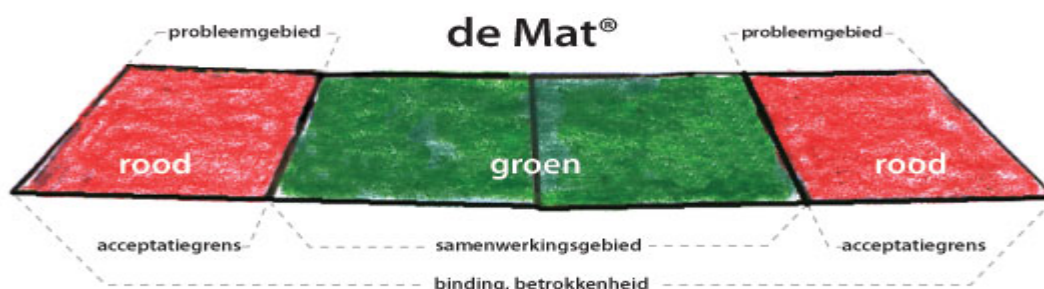 de Mat®
probleemgebied
probleemgebied
rood
groen
rood
acceptatiegrens
samenwerkingsgebied
acceptatiegrens
binding, betrokkenheid